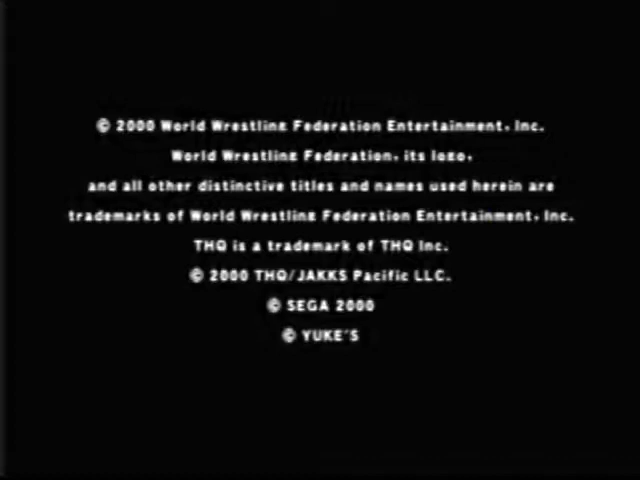 © 2000 World Wrestling Federation Entertainment, Inc.
World Wrestling Federation, its logo,
and all other distinctive titles and names used herein are
trademarks of World Wrestling Federation Entertainment, Inc.
THQ is a trademark of THQ Inc.
© 2000 THQ/JAKKS Pacific LLC.
© SEGA 2000
© YUKE'S